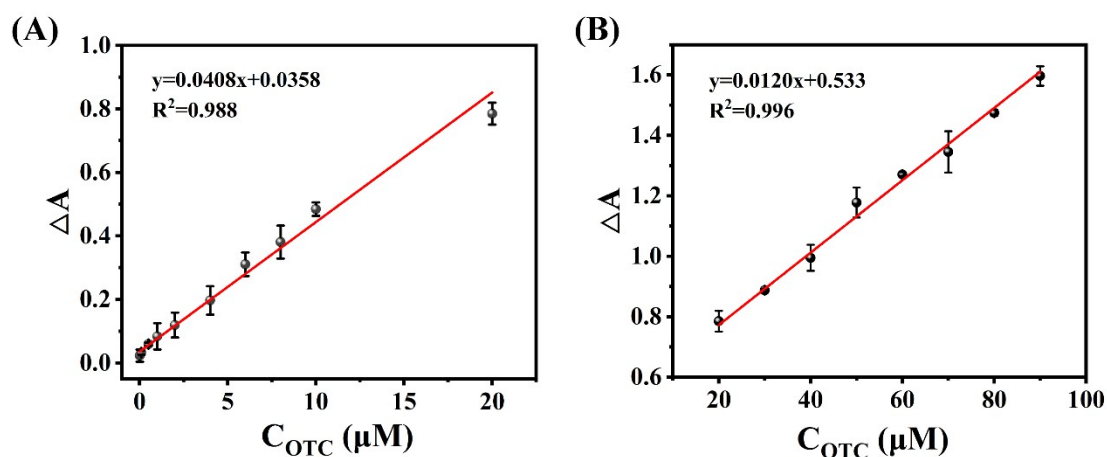 (A)
y=0.0408x+0.0358
R²=0.988
△A
1.0
0.8
0.6
0.4
0.2
0.0
0 5 10 15 20
C_OTC (μM)
(B)
y=0.0120x+0.533
R²=0.996
△A
1.6
1.4
1.2
1.0
0.8
0.6
20 40 60 80 100
C_OTC (μM)